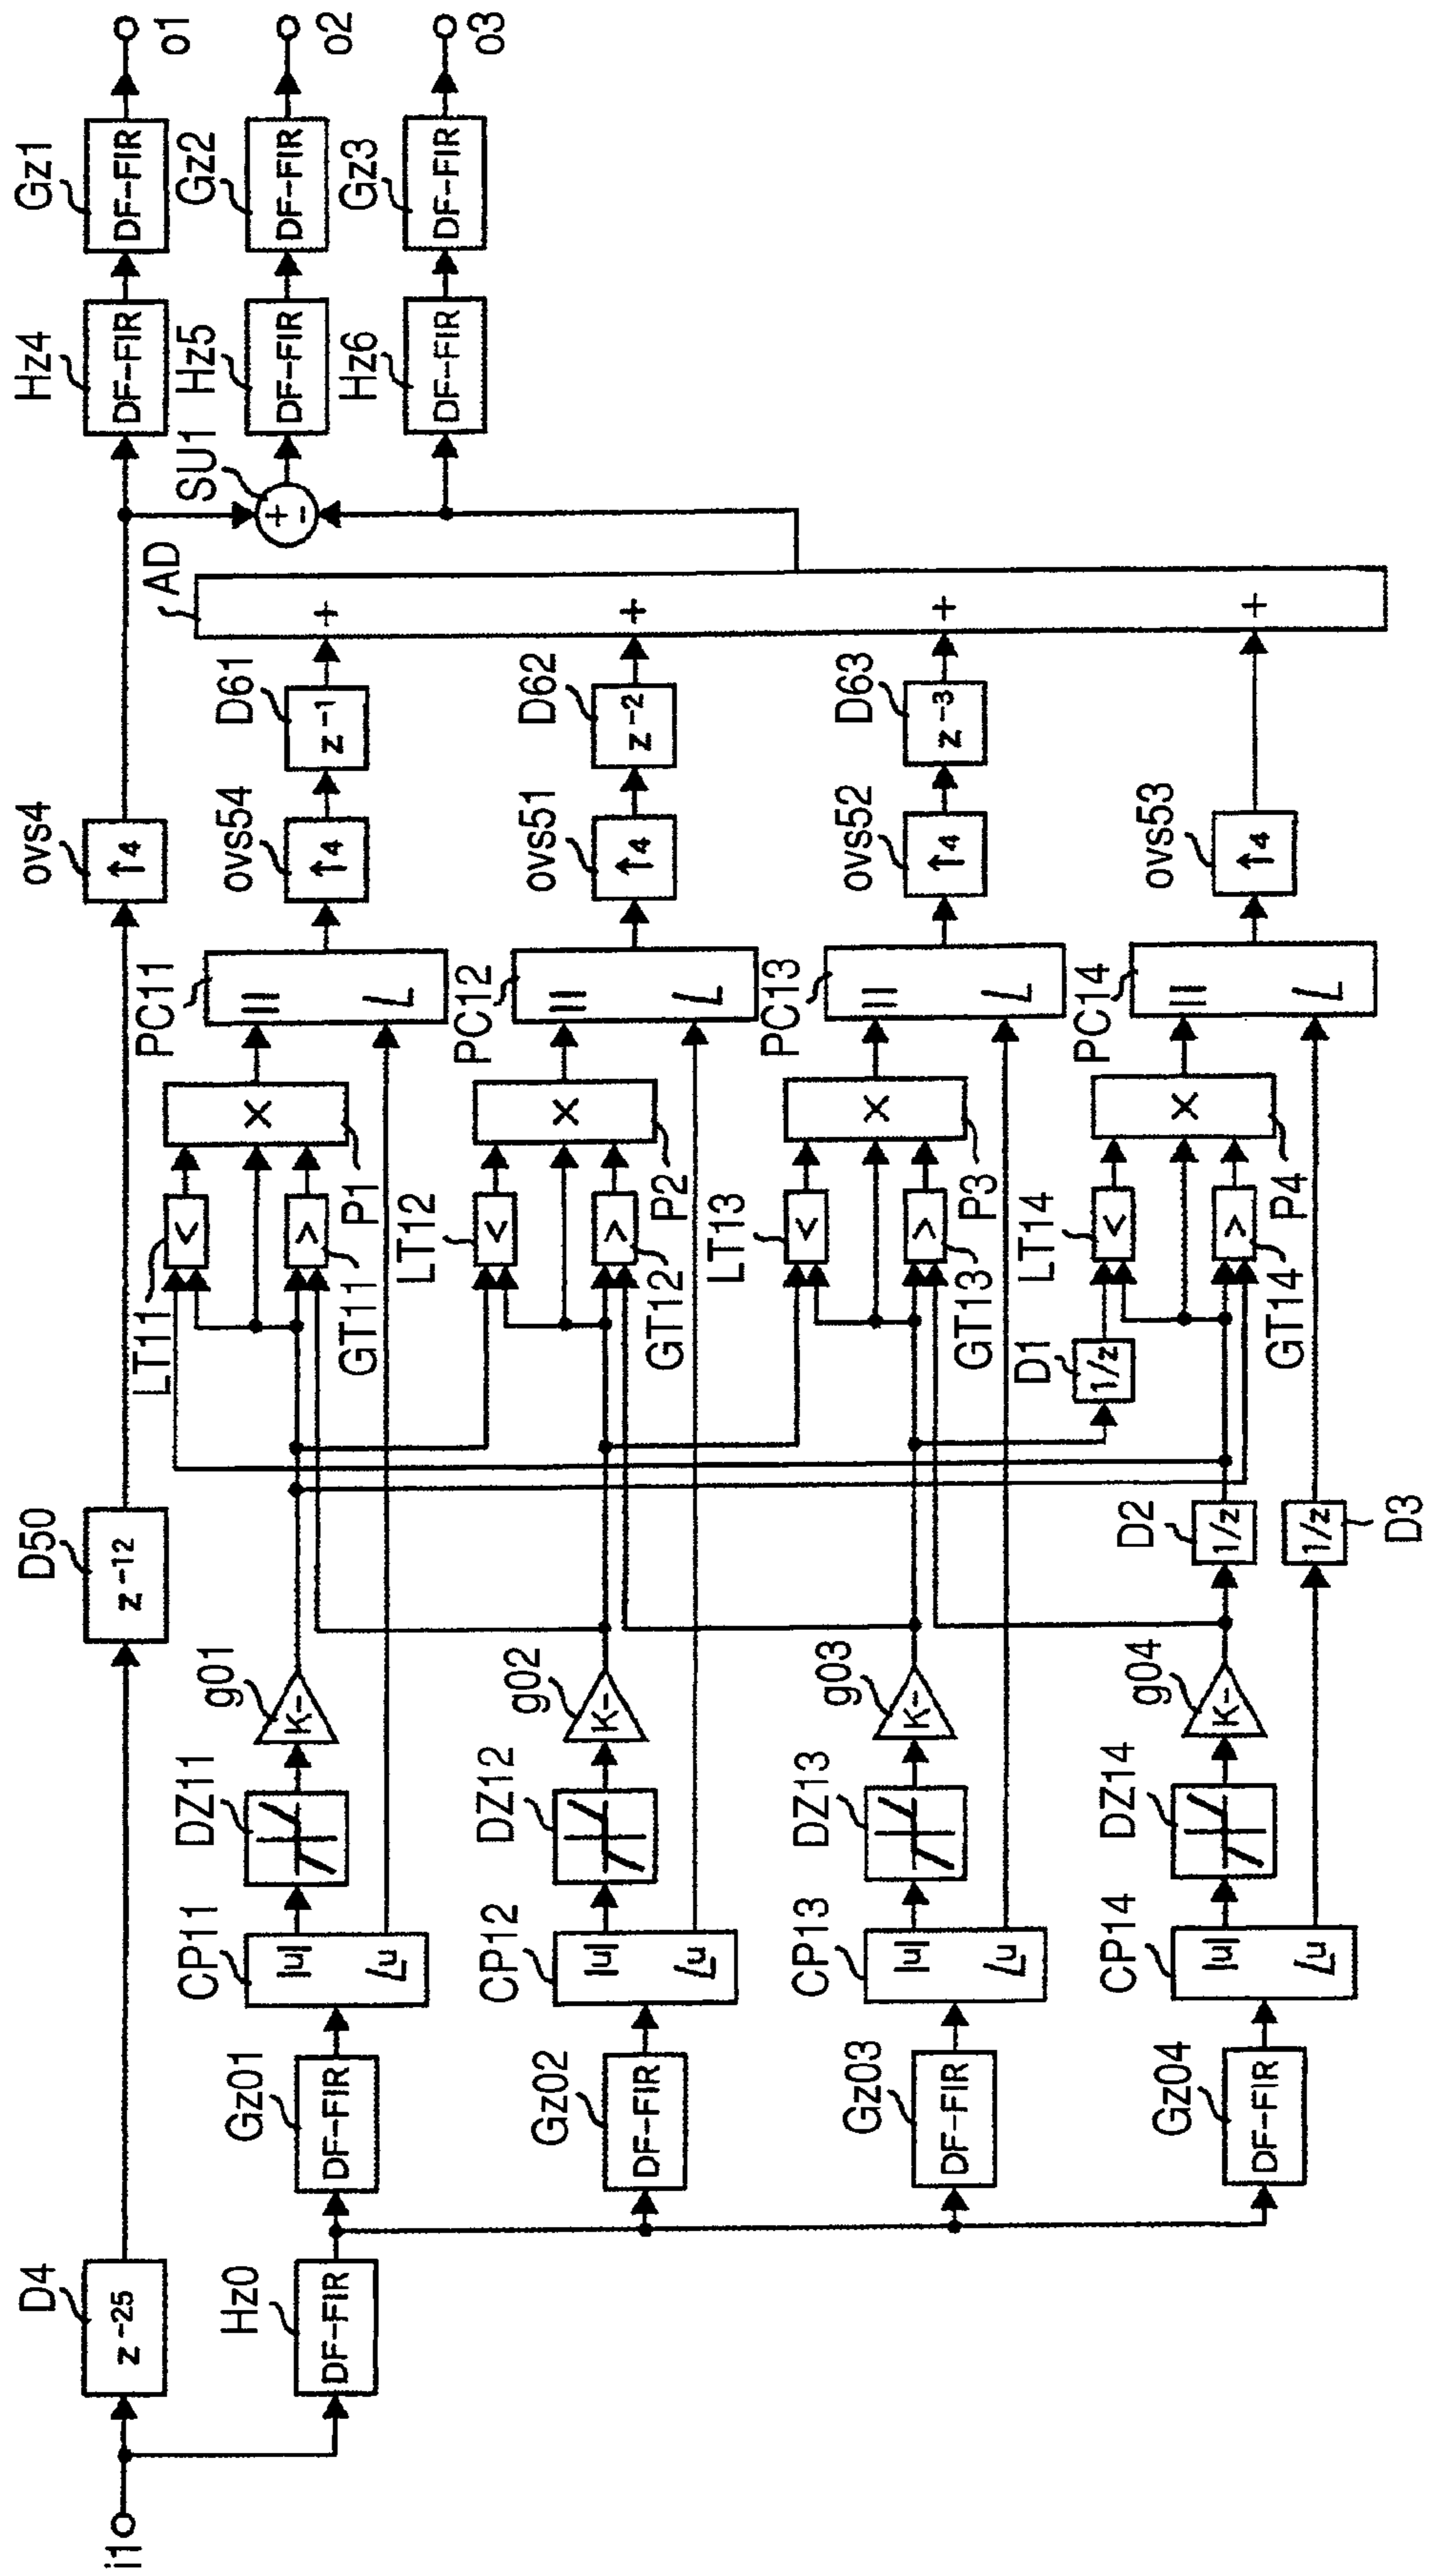 i1
D4
z⁻²⁵
D50
z⁻¹²
ovs4
↑4
Hz4
DF-FIR
Gz1
DF-FIR
o1
Hz0
DF-FIR
Gz01
DF-FIR
CP11
|u|
∠u
DZ11
g01
K-
LT11
<
GT11
>
P1
×
PC11
||
∠
ovs54
↑4
D61
z⁻¹
+
AD
SU1
+
-
Hz5
DF-FIR
Gz2
DF-FIR
o2
Gz02
DF-FIR
CP12
|u|
∠u
DZ12
g02
K-
LT12
<
GT12
>
P2
×
PC12
||
∠
ovs51
↑4
D62
z⁻²
+
Hz6
DF-FIR
Gz3
DF-FIR
o3
Gz03
DF-FIR
CP13
|u|
∠u
DZ13
g03
K-
LT13
<
GT13
>
P3
×
PC13
||
∠
ovs52
↑4
D63
z⁻³
+
Gz04
DF-FIR
CP14
|u|
∠u
DZ14
g04
K-
D2
1/z
D3
1/z
D1
1/z
LT14
<
GT14
>
P4
×
PC14
||
∠
ovs53
↑4
+